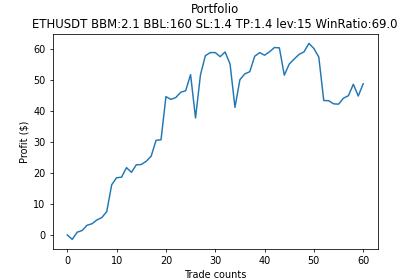 Portfolio
ETHUSDT BBM:2.1 BBL:160 SL:1.4 TP:1.4 lev:15 WinRatio:69.0
60
50
40
30
20
10
0
Profit ($)
0 10 20 30 40 50 60
Trade counts